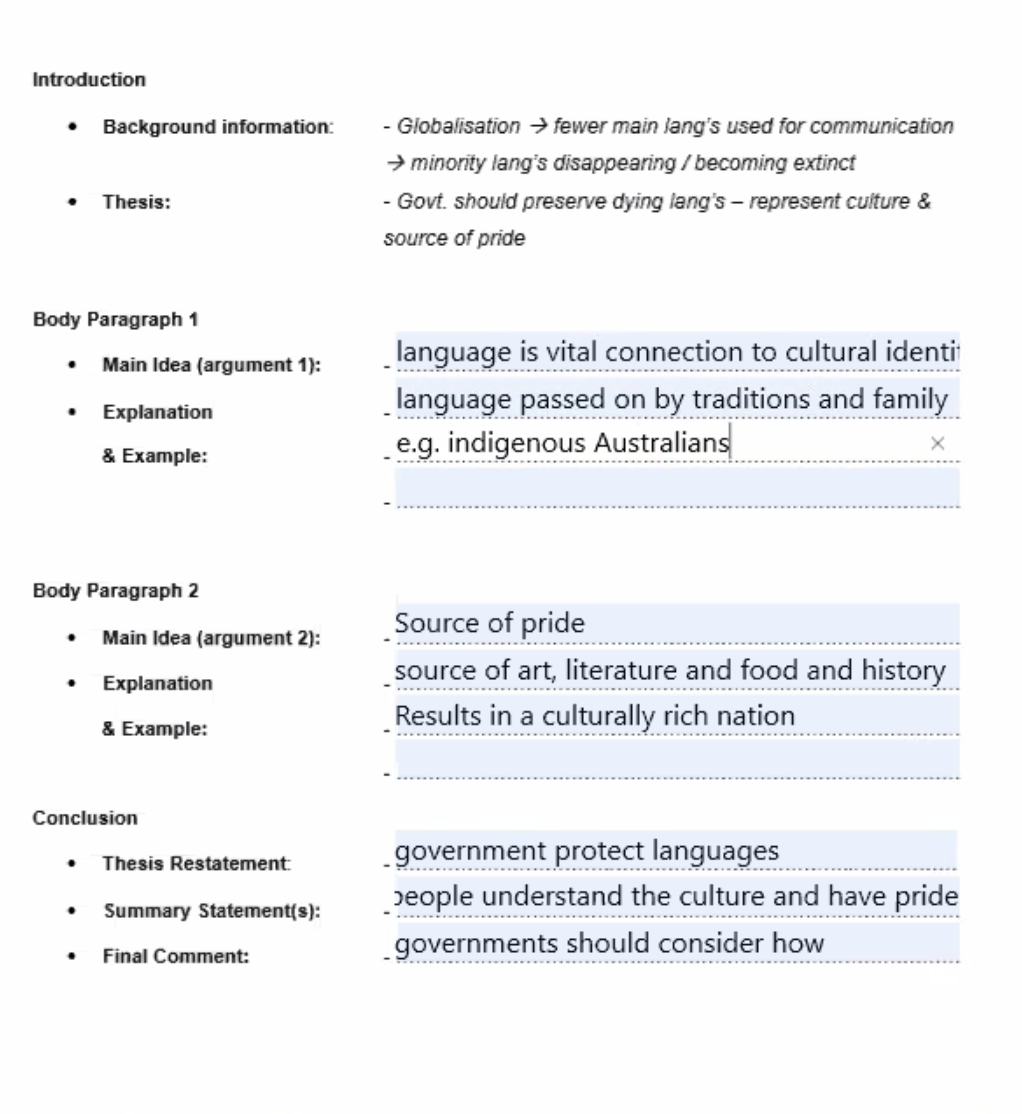 Introduction
• Background information: - Globalisation → fewer main lang's used for communication
→ minority lang's disappearing / becoming extinct
• Thesis: - Govt. should preserve dying lang's – represent culture &
source of pride
Body Paragraph 1
• Main Idea (argument 1): - language is vital connection to cultural
• Explanation - language passed on by traditions and family
& Example: - e.g. indigenous Australians ×
-
Body Paragraph 2
• Main Idea (argument 2): - Source of pride
• Explanation - source of art, literature and food and history
& Example: - Results in a culturally rich nation
-
Conclusion
• Thesis Restatement: - government protect languages
• Summary Statement(s): - people understand the culture and have pride
• Final Comment: - governments should consider how